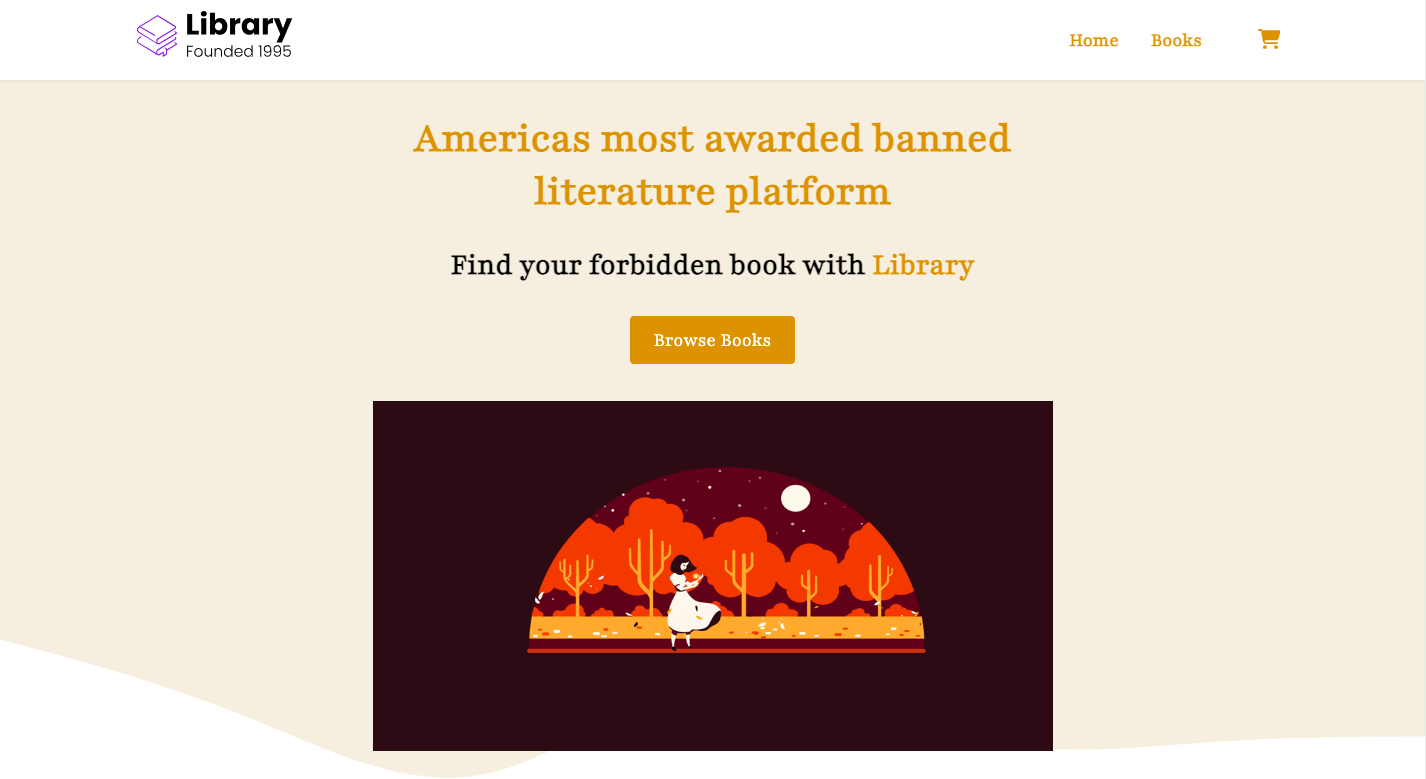 Library
Founded 1995
Home
Books
Americas most awarded banned
literature platform
Find your forbidden book with Library
Browse Books